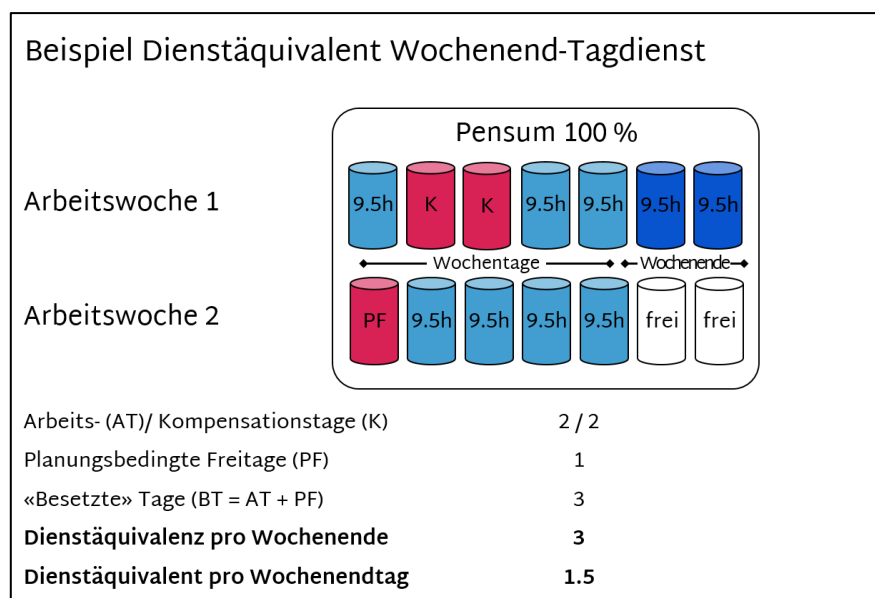 Beispiel Dienstäquivalent Wochenend-Tagdienst
Pensum 100 %
Arbeitswoche 1
9.5h K K 9.5h 9.5h 9.5h 9.5h
Wochentage Wochenende
Arbeitswoche 2
PF 9.5h 9.5h 9.5h 9.5h frei frei
Arbeits- (AT)/ Kompensationstage (K) 2 / 2
Planungsbedingte Freitage (PF) 1
«Besetzte» Tage (BT = AT + PF) 3
Dienstäquivalenz pro Wochenende 3
Dienstäquivalent pro Wochenendtag 1.5